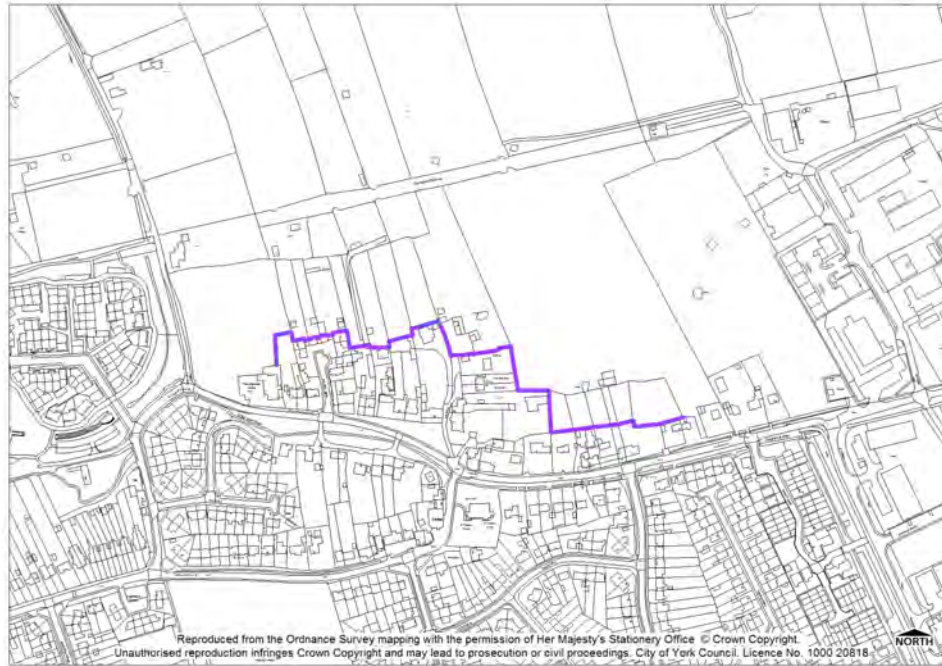 Reproduced from the Ordnance Survey mapping with the permission of Her Majesty's Stationery Office © Crown Copyright.
Unauthorised reproduction infringes Crown Copyright and may lead to prosecution or civil proceedings. City of York Council. Licence No. 1000 20818
NORTH